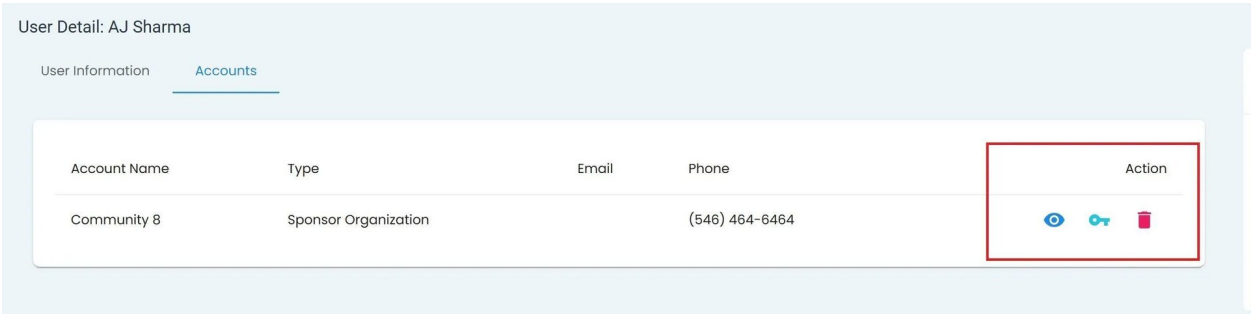 User Detail: AJ Sharma
User Information Accounts
Account Name Type Email Phone Action
Community 8 Sponsor Organization (546) 464-6464